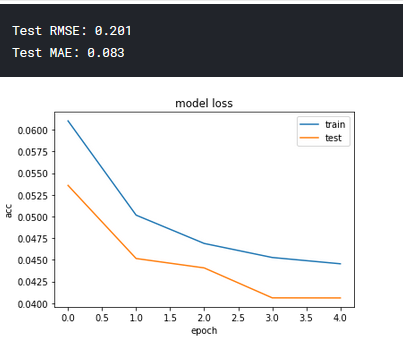 Test RMSE: 0.201
Test MAE: 0.083
model loss
train
test
acc
0.0600
0.0575
0.0550
0.0525
0.0500
0.0475
0.0450
0.0425
0.0400
0.0 0.5 1.0 1.5 2.0 2.5 3.0 3.5 4.0
epoch